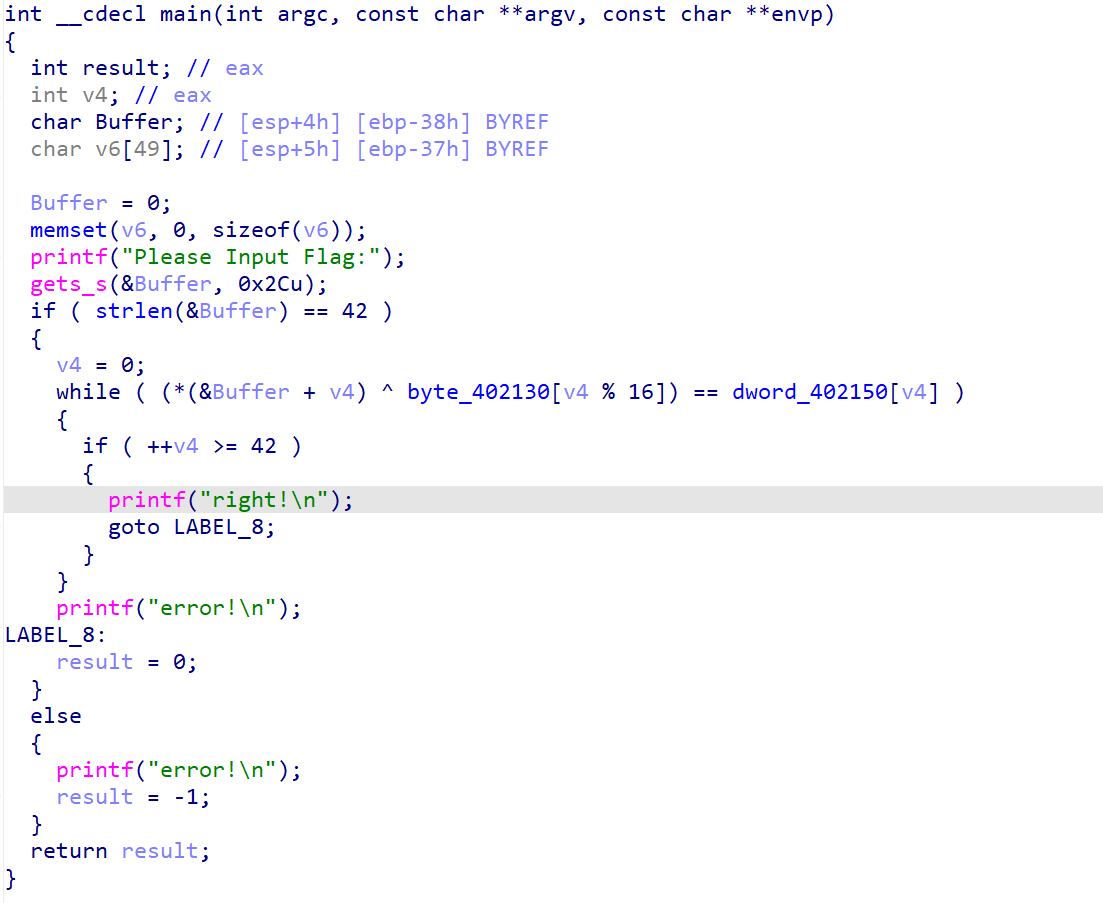 int __cdecl main(int argc, const char **argv, const char **envp)
{
  int result; // eax
  int v4; // eax
  char Buffer; // [esp+4h] [ebp-38h] BYREF
  char v6[49]; // [esp+5h] [ebp-37h] BYREF

  Buffer = 0;
  memset(v6, 0, sizeof(v6));
  printf("Please Input Flag:");
  gets_s(&Buffer, 0x2Cu);
  if ( strlen(&Buffer) == 42 )
  {
    v4 = 0;
    while ( (*(&Buffer + v4) ^ byte_402130[v4 % 16]) == dword_402150[v4] )
    {
      if ( ++v4 >= 42 )
      {
        printf("right!\n");
        goto LABEL_8;
      }
    }
    printf("error!\n");
LABEL_8:
    result = 0;
  }
  else
  {
    printf("error!\n");
    result = -1;
  }
  return result;
}